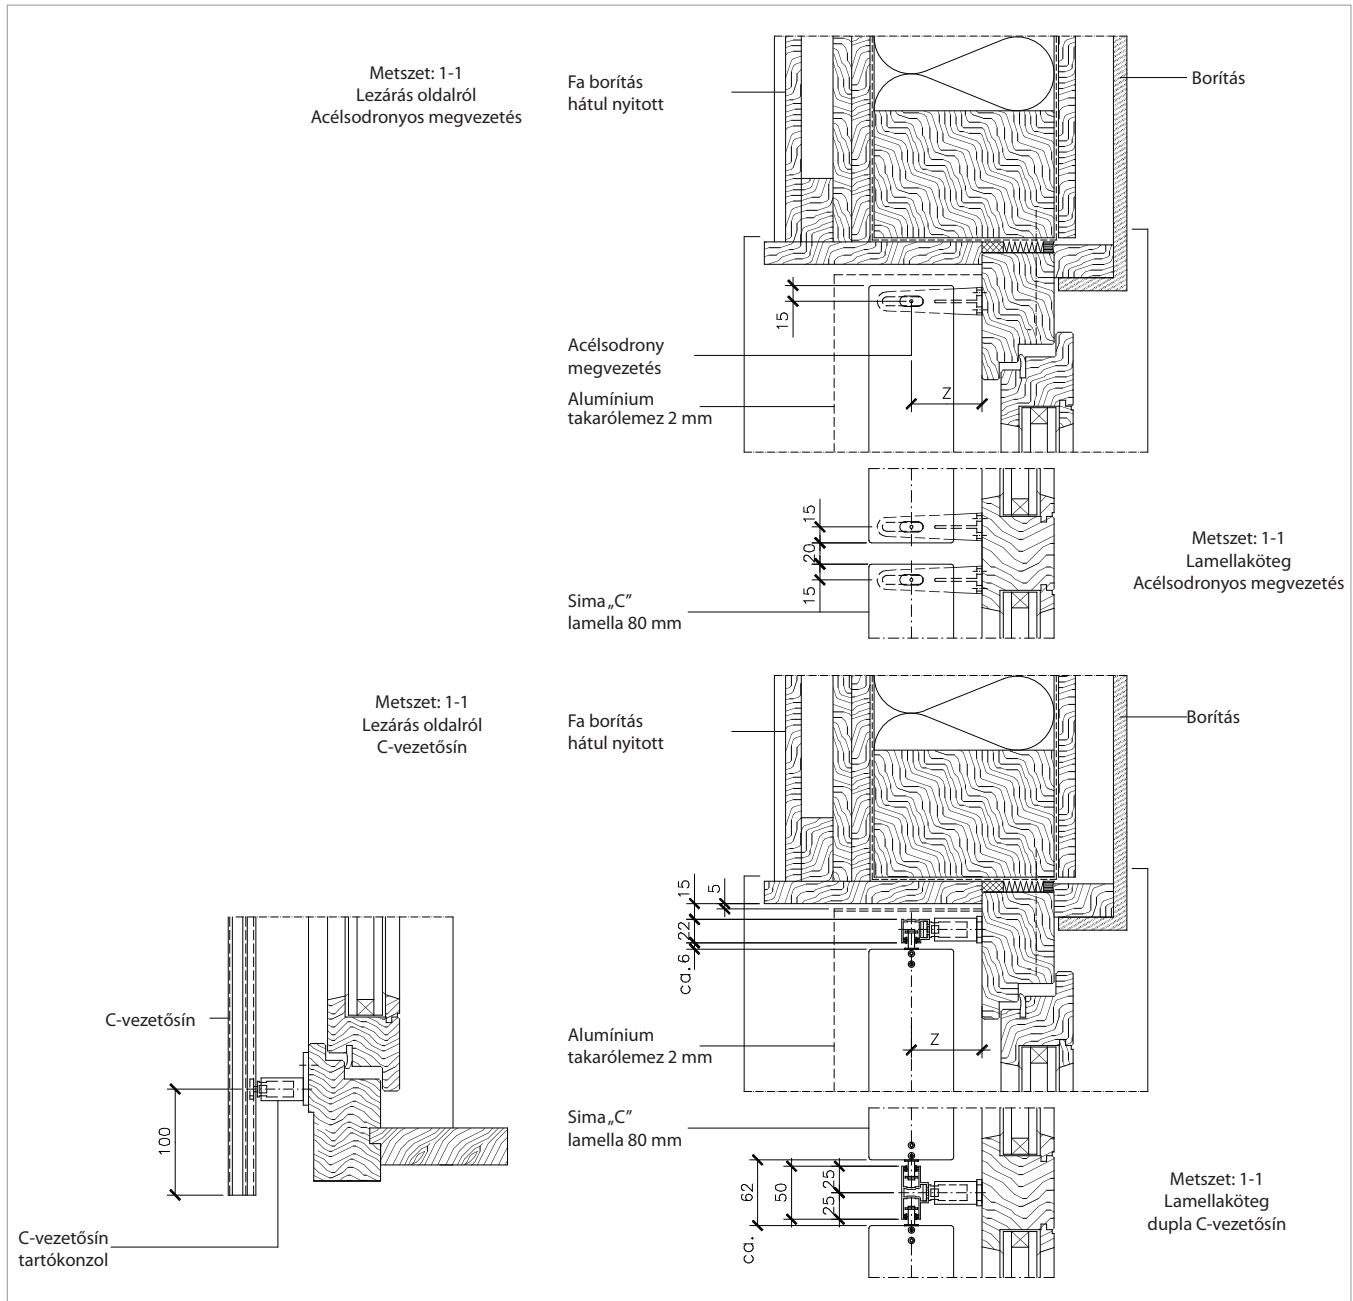 Metszet: 1-1
Lezárás oldalról
Acélsodronyos megvezetés
Fa borítás
hátul nyitott
Borítás
15
Acélsodrony
megvezetés
Z
Alumínium
takarólemez 2 mm
15
20
15
Metszet: 1-1
Lamellaköteg
Acélsodronyos megvezetés
Sima „C”
lamella 80 mm
Metszet: 1-1
Lezárás oldalról
C-vezetősín
Fa borítás
hátul nyitott
Borítás
15
5
22
ca. 6
C-vezetősín
Alumínium
takarólemez 2 mm
Z
100
Sima „C”
lamella 80 mm
ca. 62
50
25
25
Metszet: 1-1
Lamellaköteg
dupla C-vezetősín
C-vezetősín
tartókonzol